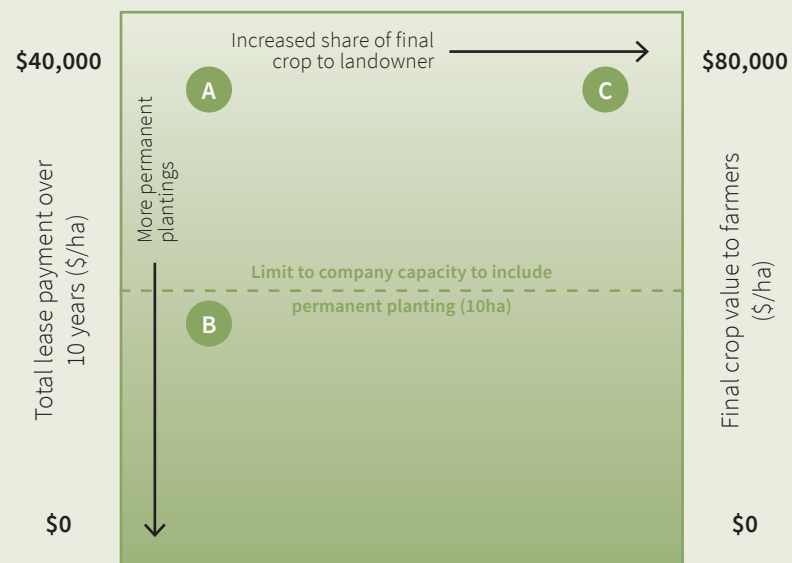 $40,000
Total lease payment over
10 years ($/ha)
$0
Increased share of final
crop to landowner
A
C
More permanent
plantings
Limit to company capacity to include
permanent planting (10ha)
B
$80,000
Final crop value to farmers
($/ha)
$0